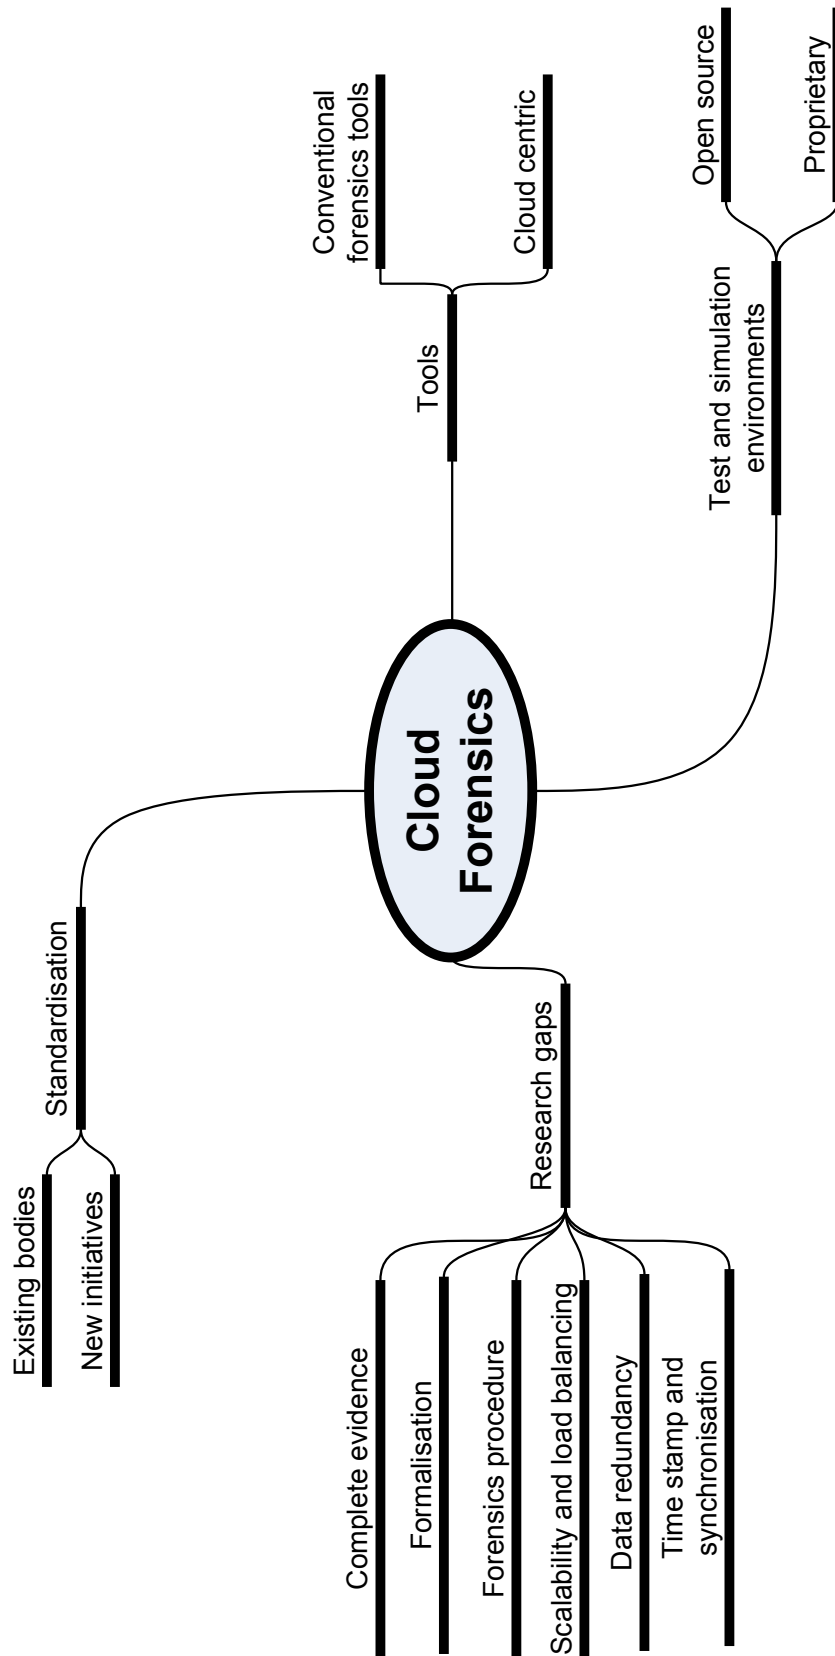 Existing bodies
New initiatives
Standardisation
Complete evidence
Formalisation
Forensics procedure
Scalability and load balancing
Data redundancy
Time stamp and
synchronisation
Research gaps
Cloud
Forensics
Tools
Conventional
forensics tools
Cloud centric
Test and simulation
environments
Open source
Proprietary